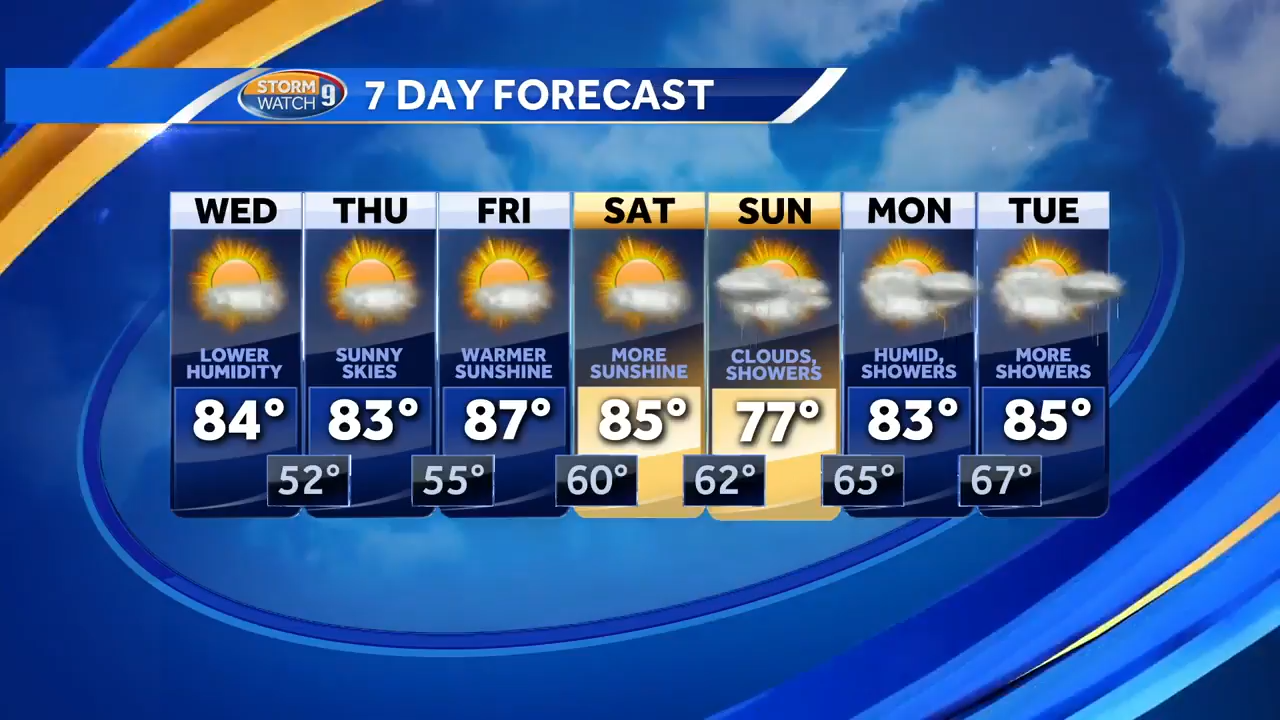 STORM
WATCH 9
7 DAY FORECAST
WED THU FRI SAT SUN MON TUE
LOWER SUNNY WARMER MORE CLOUDS, HUMID, MORE
HUMIDITY SKIES SUNSHINE SUNSHINE SHOWERS SHOWERS SHOWERS
84° 83° 87° 85° 77° 83° 85°
52° 55° 60° 62° 65° 67°